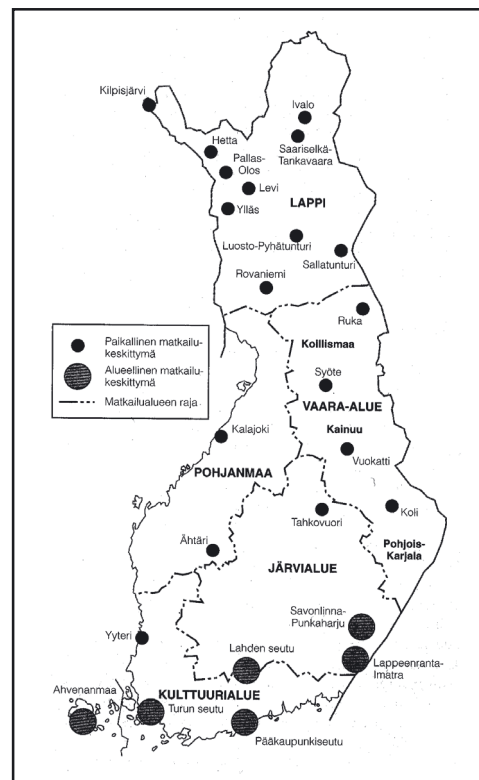 Kilpisjärvi
Ivalo
Saariselkä-
Tankavaara
Hetta
Pallas-
Olos
Levi
Ylläs
LAPPI
Luosto-Pyhätunturi
Sallatunturi
Rovaniemi
Ruka
Paikallinen matkailu-
keskittymä
Alueellinen matkailu-
keskittymä
Matkailualueen raja
Koillismaa
Syöte
VAARA-ALUE
Kainuu
Kalajoki
Vuokatti
POHJANMAA
Tahkovuori
Koli
Ähtäri
Pohjois-
Karjala
JÄRVIALUE
Savonlinna-
Punkaharju
Yyteri
Lahden seutu
Lappeenranta-
Imatra
Ahvenanmaa
KULTTUURIALUE
Turun seutu
Pääkaupunkiseutu